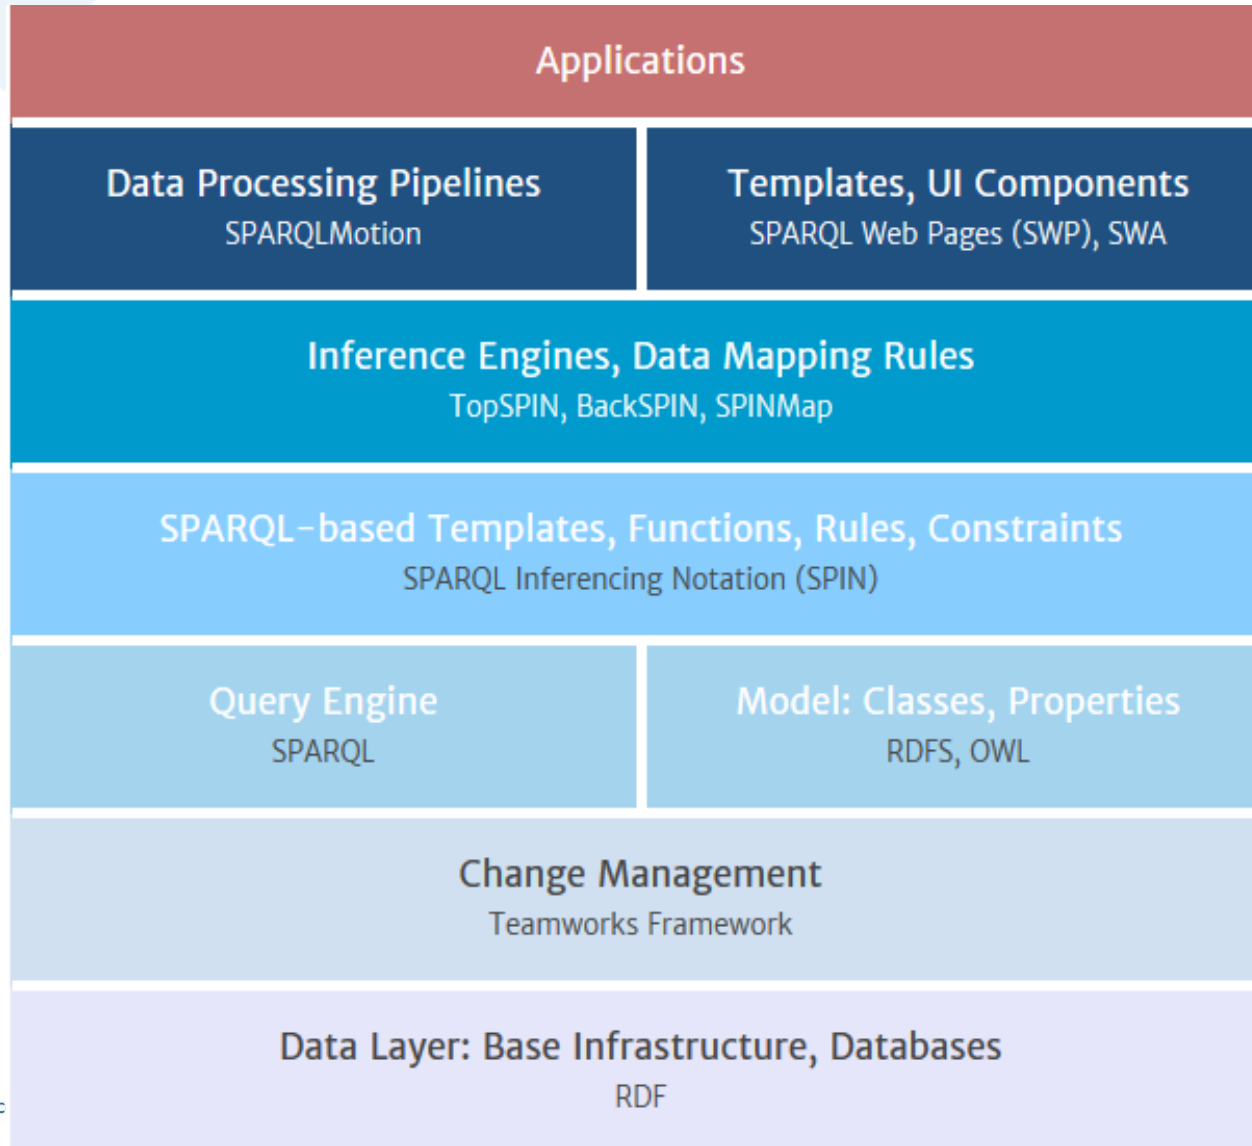 Applications
Data Processing Pipelines
SPARQLMotion
Templates, UI Components
SPARQL Web Pages (SWP), SWA
Inference Engines, Data Mapping Rules
TopSPIN, BackSPIN, SPINMap
SPARQL-based Templates, Functions, Rules, Constraints
SPARQL Inferencing Notation (SPIN)
Query Engine
SPARQL
Model: Classes, Properties
RDFS, OWL
Change Management
Teamworks Framework
Data Layer: Base Infrastructure, Databases
RDF